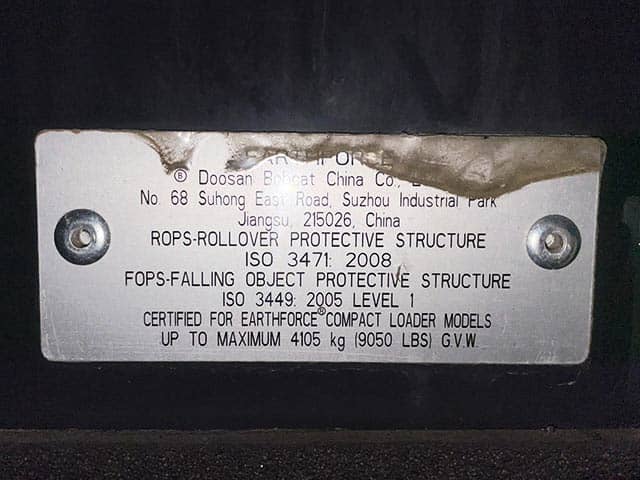 EARTHFORCE
® Doosan Bobcat China Co.,
No. 68 Suhong East Road, Suzhou Industrial Park
Jiangsu, 215026, China
ROPS-ROLLOVER PROTECTIVE STRUCTURE
ISO 3471: 2008
FOPS-FALLING OBJECT PROTECTIVE STRUCTURE
ISO 3449: 2005 LEVEL 1
CERTIFIED FOR EARTHFORCE® COMPACT LOADER MODELS
UP TO MAXIMUM 4105 kg (9050 LBS) G.V.W.